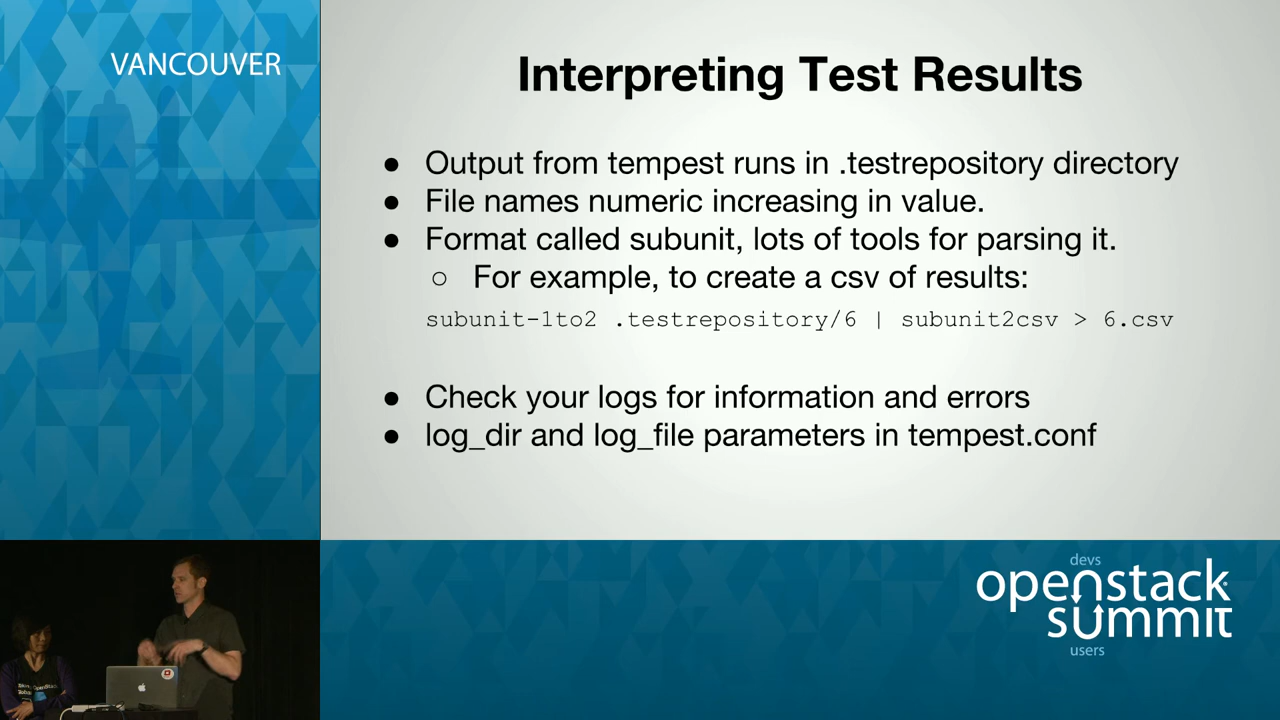 VANCOUVER
Interpreting Test Results
● Output from tempest runs in .testrepository directory
● File names numeric increasing in value.
● Format called subunit, lots of tools for parsing it.
○ For example, to create a csv of results:
subunit-1to2 .testrepository/6 | subunit2csv > 6.csv
● Check your logs for information and errors
● log_dir and log_file parameters in tempest.conf
devs
openstack
summit
users